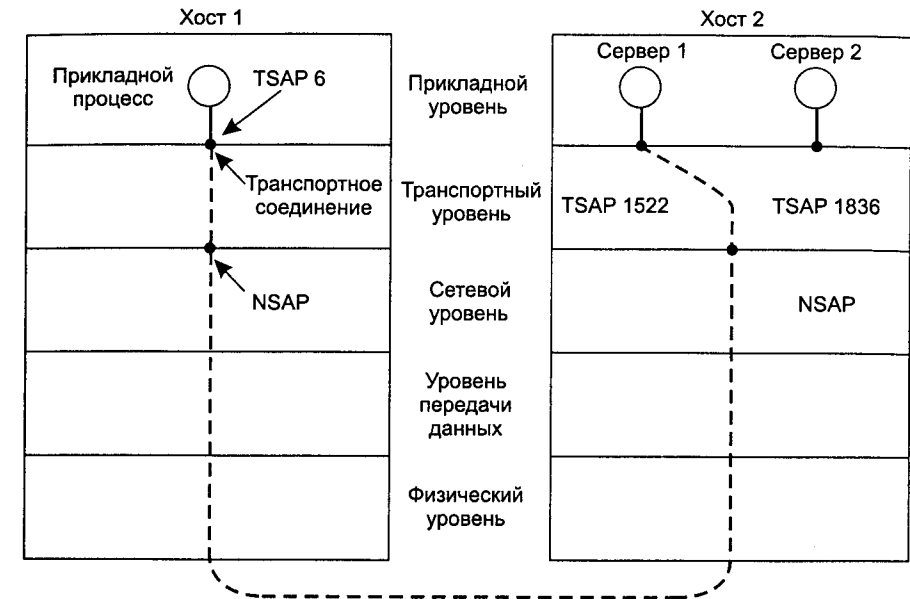 Хост 1
Хост 2
Прикладной
процесс
TSAP 6
Прикладной
уровень
Сервер 1
Сервер 2
Транспортное
соединение
Транспортный
уровень
TSAP 1522
TSAP 1836
NSAP
Сетевой
уровень
NSAP
Уровень
передачи
данных
Физический
уровень